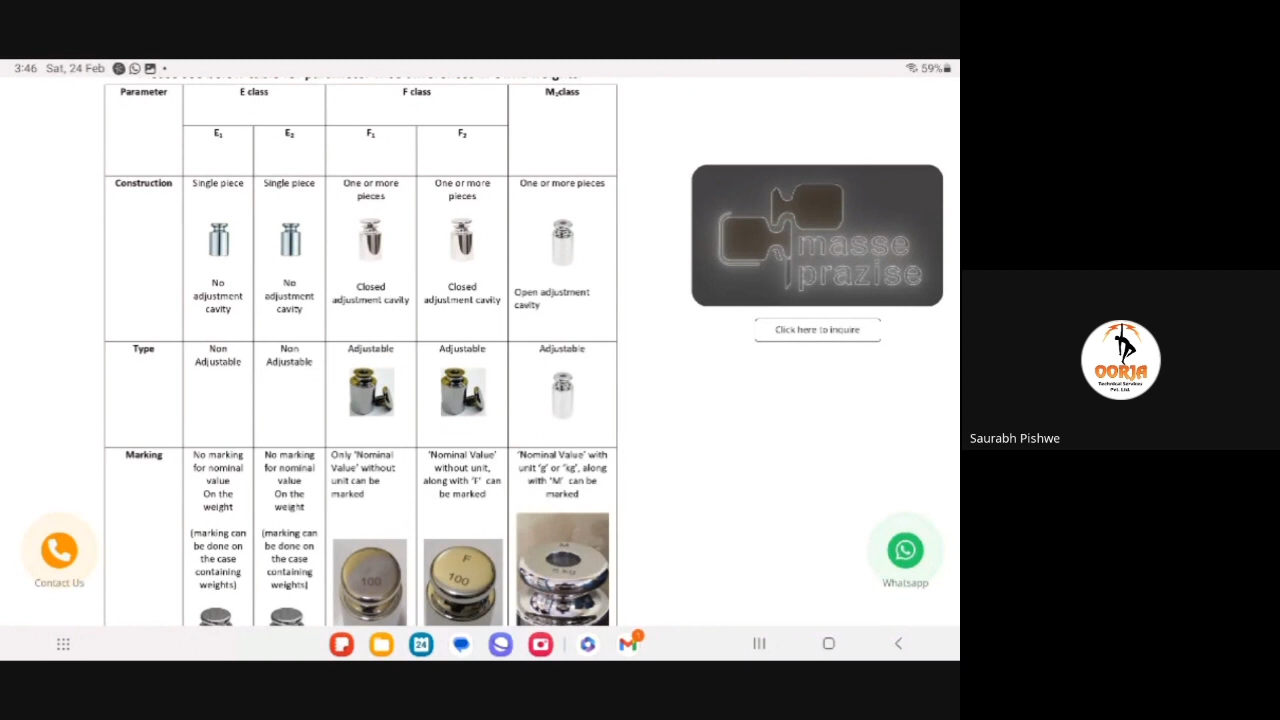 3:46 Sat, 24 Feb
59%
Parameter
E class
F class
M₁class
E₁
E₂
F₁
F₂
Construction
Single piece
No
adjustment
cavity
Single piece
No
adjustment
cavity
One or more
pieces
Closed
adjustment cavity
One or more
pieces
Closed
adjustment cavity
One or more pieces
Open adjustment
cavity
Type
Non
Adjustable
Non
Adjustable
Adjustable
Adjustable
Adjustable
Marking
No marking
for nominal
value
On the
weight
(marking can
be done on
the case
containing
weights)
No marking
for nominal
value
On the
weight
(marking can
be done on
the case
containing
weights)
Only 'Nominal
Value' without
unit can be
marked
100
'Nominal Value'
without unit,
along with 'F' can
be marked
F
100
'Nominal Value' with
unit 'g' or 'kg', along
with 'M' can be
marked
M
masse
prazise
Click here to inquire
Contact Us
Whatsapp
24
1
OORJA
Technical Services
Pvt. Ltd.
Saurabh Pishwe